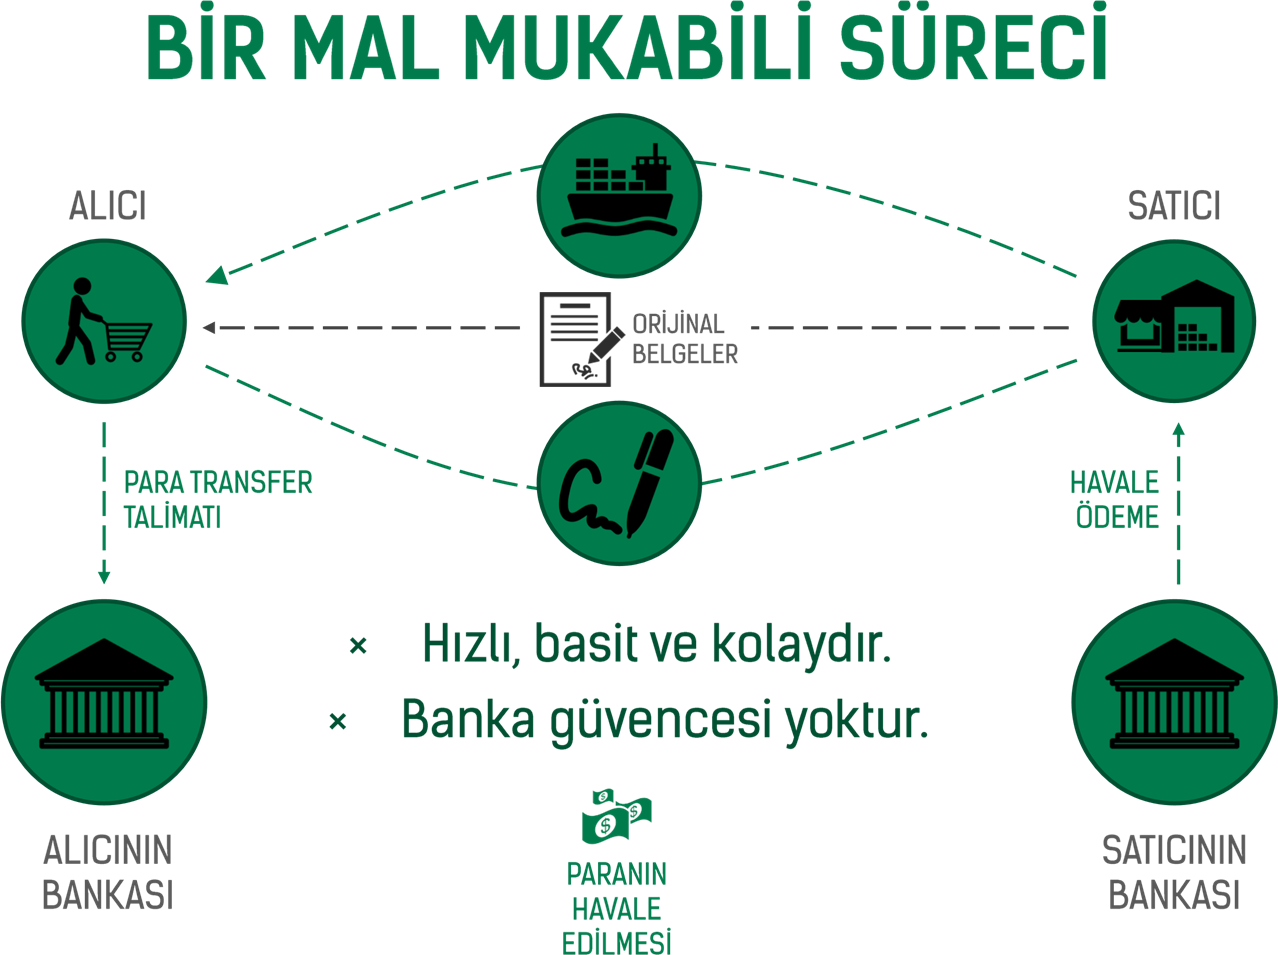 BİR MAL MUKABİLİ SÜRECİ
ALICI
SATICI
ORİJİNAL
BELGELER
PARA TRANSFER
TALİMATI
HAVALE
ÖDEME
× Hızlı, basit ve kolaydır.
× Banka güvencesi yoktur.
ALICININ
BANKASI
SATICININ
BANKASI
PARANIN
HAVALE
EDİLMESİ